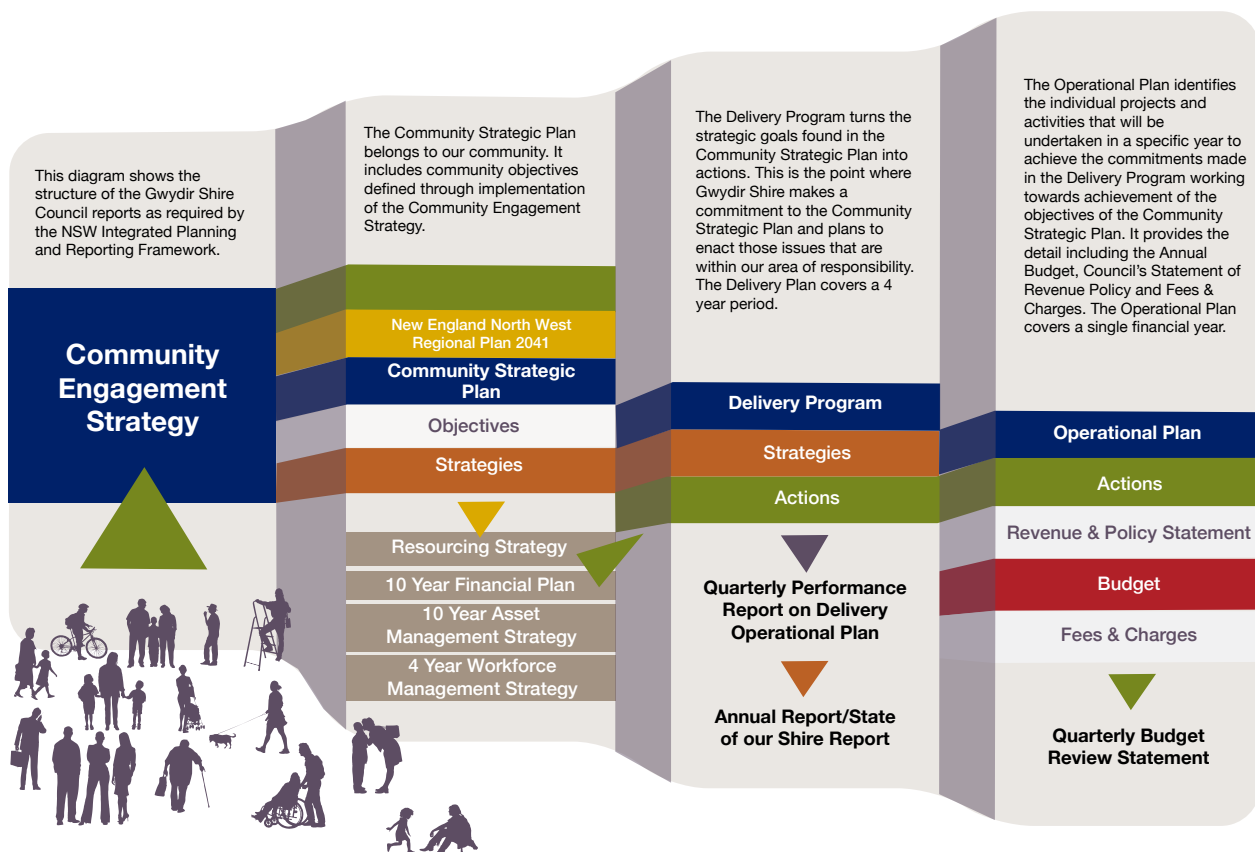 This diagram shows the
structure of the Gwydir Shire
Council reports as required by
the NSW Integrated Planning
and Reporting Framework.
Community
Engagement
Strategy
The Community Strategic Plan
belongs to our community. It
includes community objectives
defined through implementation
of the Community Engagement
Strategy.
New England North West
Regional Plan 2041
Community Strategic
Plan
Objectives
Strategies
Resourcing Strategy
10 Year Financial Plan
10 Year Asset
Management Strategy
4 Year Workforce
Management Strategy
The Delivery Program turns the
strategic goals found in the
Community Strategic Plan into
actions. This is the point where
Gwydir Shire makes a
commitment to the Community
Strategic Plan and plans to
enact those issues that are
within our area of responsibility.
The Delivery Plan covers a 4
year period.
Delivery Program
Strategies
Actions
Quarterly Performance
Report on Delivery
Operational Plan
Annual Report/State
of our Shire Report
The Operational Plan identifies
the individual projects and
activities that will be
undertaken in a specific year to
achieve the commitments made
in the Delivery Program working
towards achievement of the
objectives of the Community
Strategic Plan. It provides the
detail including the Annual
Budget, Council's Statement of
Revenue Policy and Fees &
Charges. The Operational Plan
covers a single financial year.
Operational Plan
Actions
Revenue & Policy Statement
Budget
Fees & Charges
Quarterly Budget
Review Statement